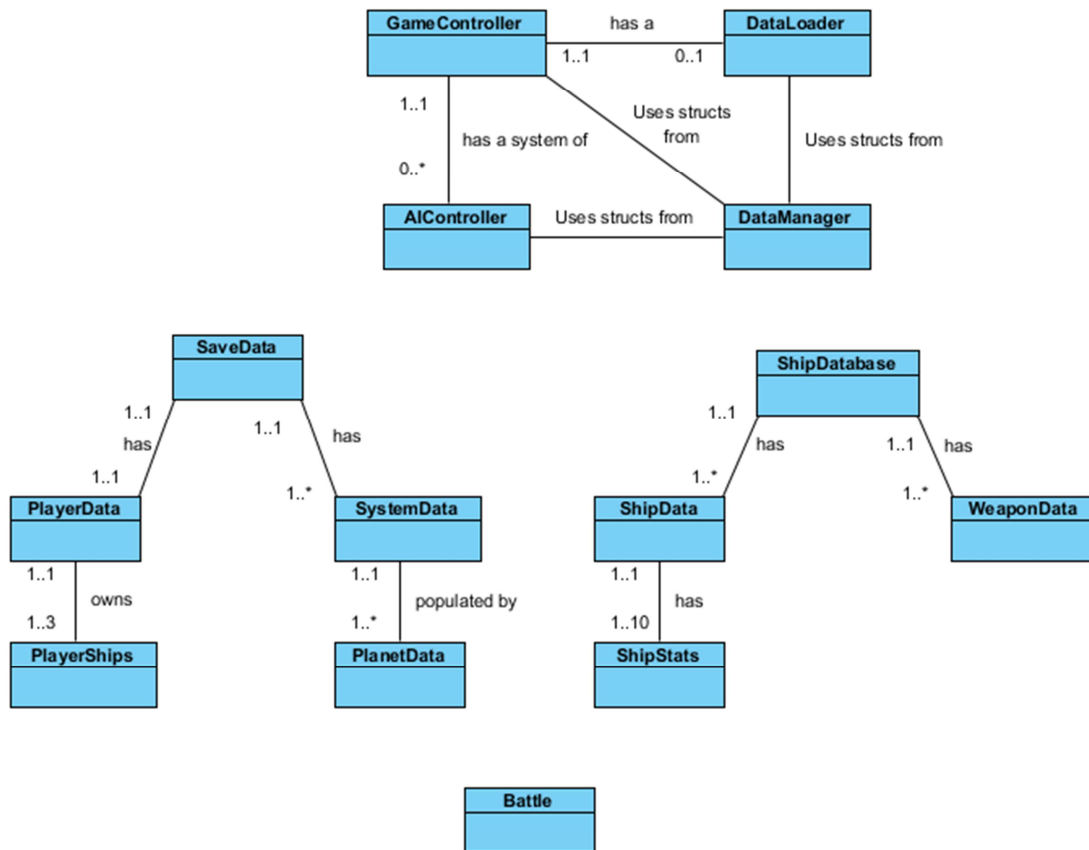 GameController
has a
DataLoader
1..1
0..1
1..1
Uses structs
from
has a system of
Uses structs from
0..*
AIController
Uses structs from
DataManager
SaveData
ShipDatabase
1..1
1..1
has
has
1..1
1..*
1..1
1..1
has
has
1..*
1..*
PlayerData
SystemData
ShipData
WeaponData
1..1
1..1
1..1
owns
populated by
has
1..3
1..*
1..10
PlayerShips
PlanetData
ShipStats
Battle